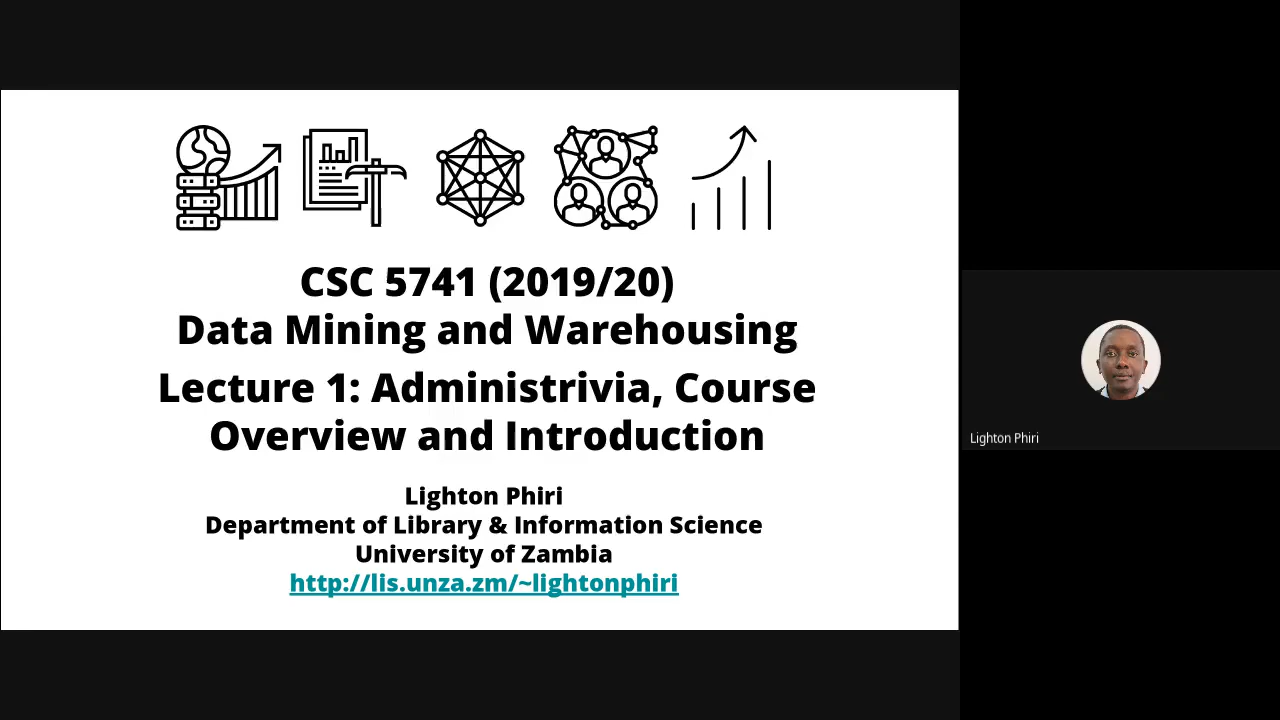 CSC 5741 (2019/20)
Data Mining and Warehousing
Lecture 1: Administrivia, Course
Overview and Introduction
Lighton Phiri
Department of Library & Information Science
University of Zambia
http://lis.unza.zm/~lightonphiri
Lighton Phiri